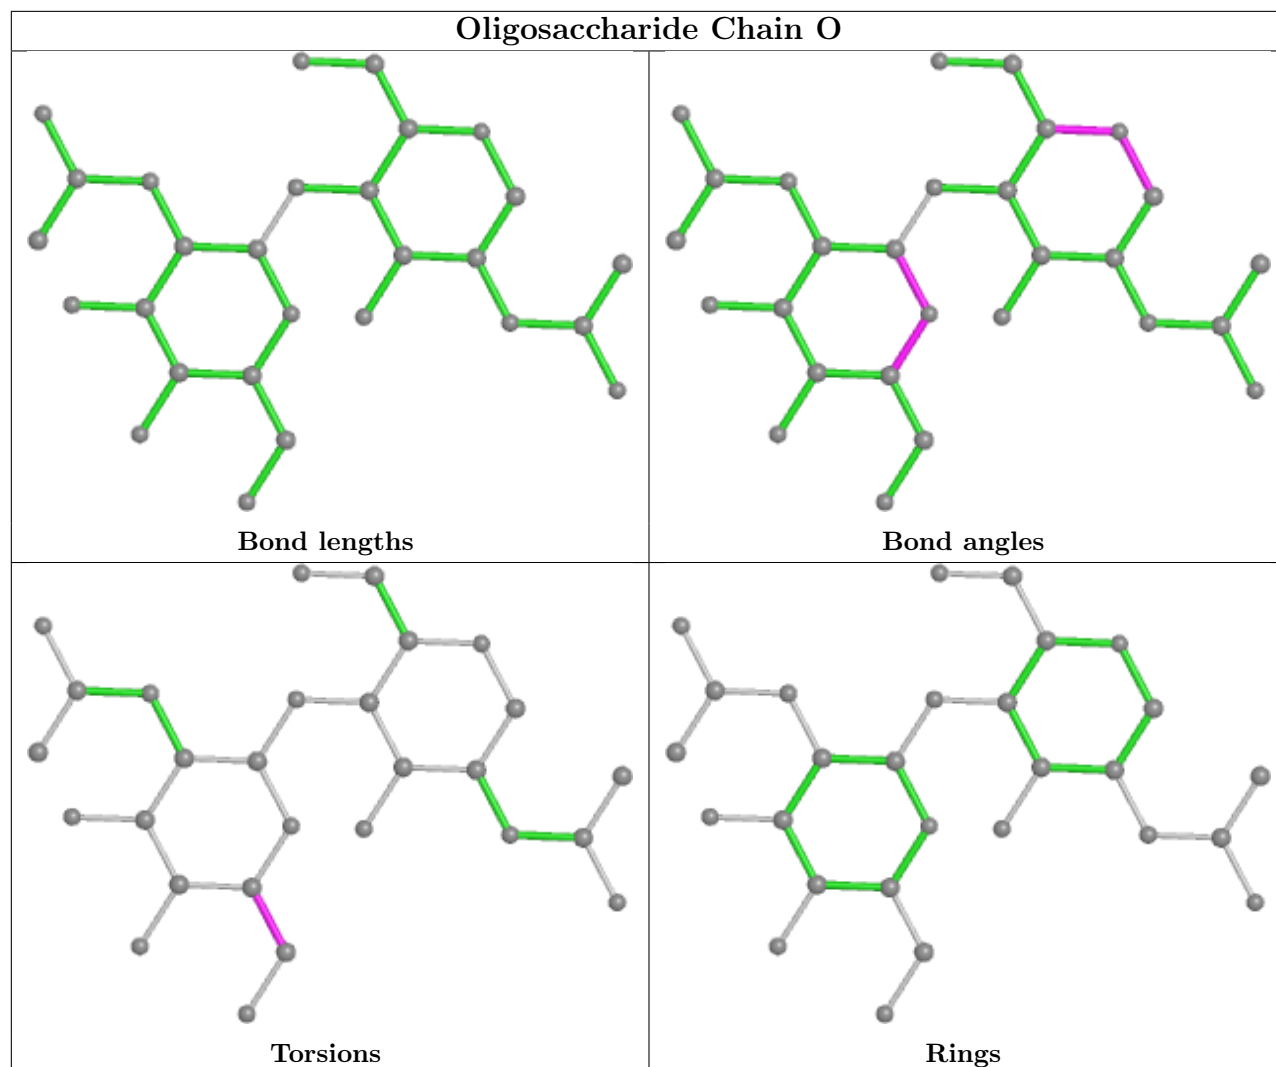 Oligosaccharide Chain O
Bond lengths
Bond angles
Torsions
Rings